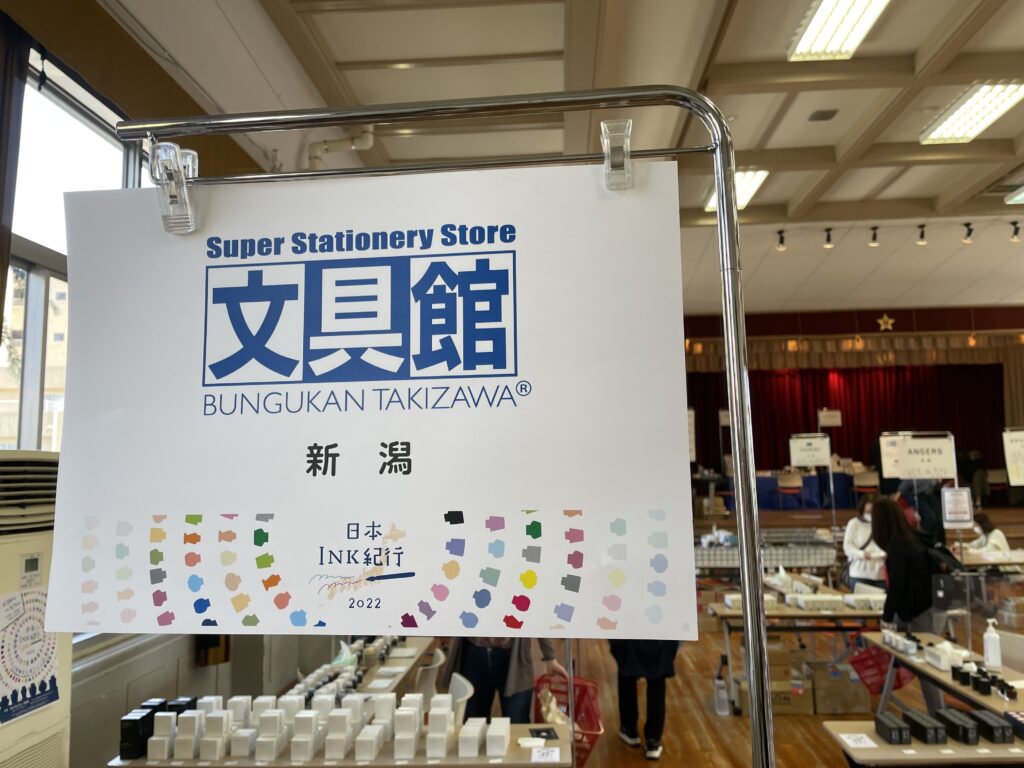 Super Stationery Store
文具館
BUNGUKAN TAKIZAWA®
新潟
日本
INK紀行
2022
ANGERS